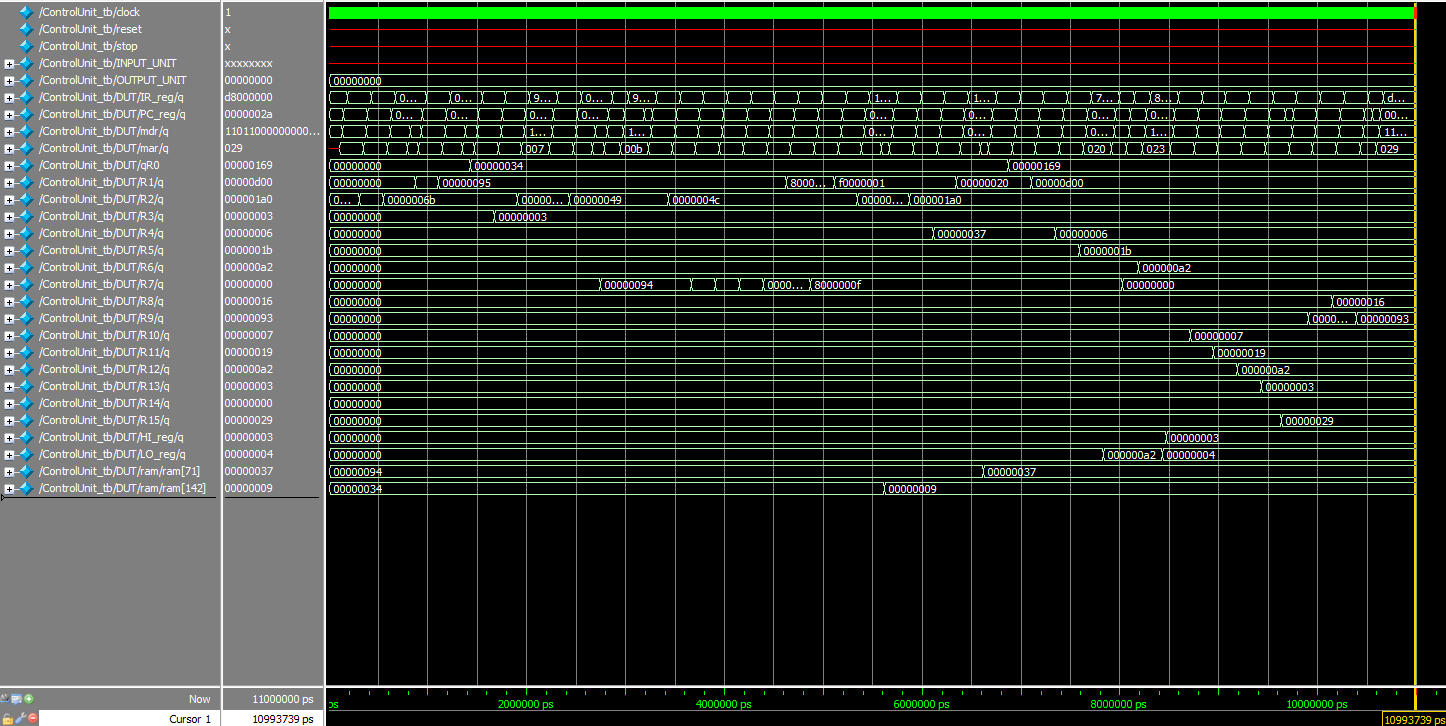 /ControlUnit_tb/clock 1
/ControlUnit_tb/reset x
/ControlUnit_tb/stop x
/ControlUnit_tb/INPUT_UNIT xxxxxxxx
/ControlUnit_tb/OUTPUT_UNIT 00000000 00000000
/ControlUnit_tb/DUT/IR_reg/q d8000000 0... 0... 9... 0... 9... 1... 1... 7... 8... d...
/ControlUnit_tb/DUT/PC_reg/q 0000002a 0... 0... 0... 0... 0... 0... 0... 0... 00...
/ControlUnit_tb/DUT/mdr/q 11011000000000... 1... 1... 0... 0... 0... 1... 11...
/ControlUnit_tb/DUT/mar/q 029 007 00b 020 023 029
/ControlUnit_tb/DUT/qR0 00000169 00000000 00000034 00000169
/ControlUnit_tb/DUT/R1/q 00000d00 00000000 00000095 8000... f0000001 00000020 00000d00
/ControlUnit_tb/DUT/R2/q 000001a0 0... 0000006b 00000... 00000049 0000004c 00000... 000001a0
/ControlUnit_tb/DUT/R3/q 00000003 00000000 00000003
/ControlUnit_tb/DUT/R4/q 00000006 00000000 00000037 00000006
/ControlUnit_tb/DUT/R5/q 0000001b 00000000 0000001b
/ControlUnit_tb/DUT/R6/q 000000a2 00000000 000000a2
/ControlUnit_tb/DUT/R7/q 00000000 00000000 00000094 0000... 8000000f 00000000
/ControlUnit_tb/DUT/R8/q 00000016 00000000 00000016
/ControlUnit_tb/DUT/R9/q 00000093 00000000 0000... 00000093
/ControlUnit_tb/DUT/R10/q 00000007 00000000 00000007
/ControlUnit_tb/DUT/R11/q 00000019 00000000 00000019
/ControlUnit_tb/DUT/R12/q 000000a2 00000000 000000a2
/ControlUnit_tb/DUT/R13/q 00000003 00000000 00000003
/ControlUnit_tb/DUT/R14/q 00000000 00000000
/ControlUnit_tb/DUT/R15/q 00000029 00000000 00000029
/ControlUnit_tb/DUT/HI_reg/q 00000003 00000000 00000003
/ControlUnit_tb/DUT/LO_reg/q 00000004 00000000 000000a2 00000004
/ControlUnit_tb/DUT/ram/ram[71] 00000037 00000094 00000037
/ControlUnit_tb/DUT/ram/ram[142] 00000009 00000034 00000009
Now 11000000 ps ps 2000000 ps 4000000 ps 6000000 ps 8000000 ps 10000000 ps
Cursor 1 10993739 ps 10993739 ps